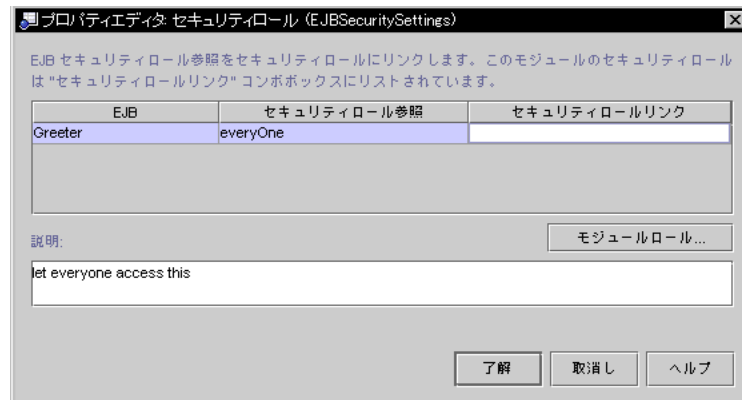 プロパティエディタ: セキュリティロール (EJBSecuritySettings)
EJB セキュリティロール参照をセキュリティロールにリンクします。このモジュールのセキュリティロール
は "セキュリティロールリンク" コンボボックスにリストされています。
EJB セキュリティロール参照 セキュリティロールリンク
Greeter everyOne
説明: モジュールロール...
let everyone access this
了解 取消し ヘルプ